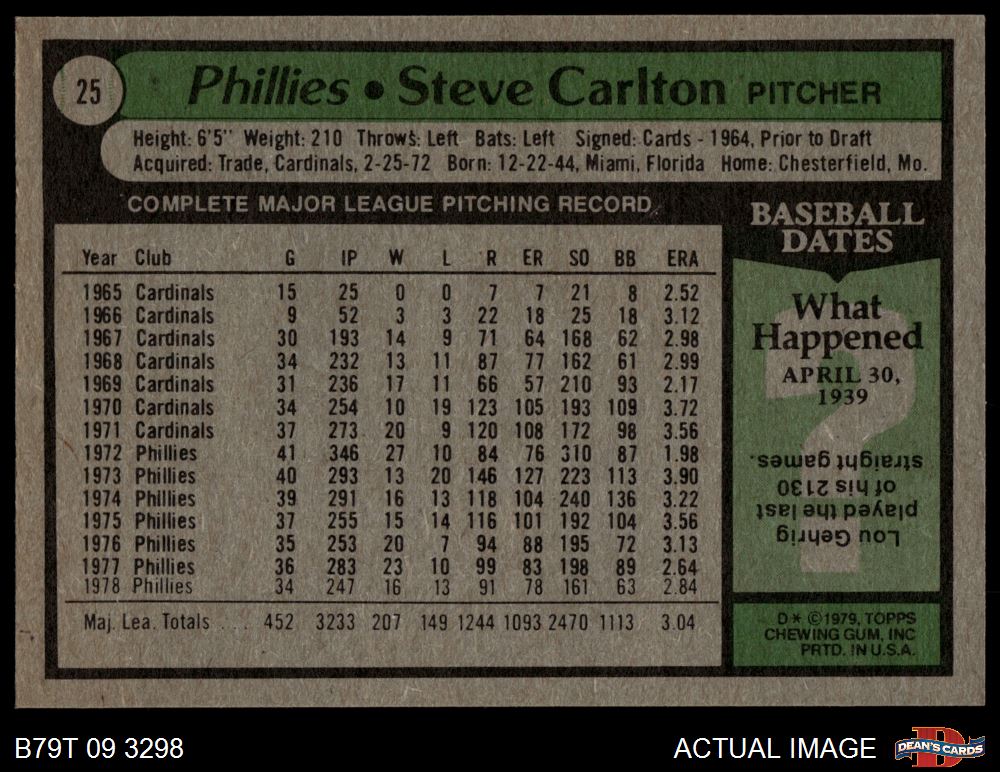 25
Phillies • Steve Carlton PITCHER
Height: 6'5" Weight: 210 Throws: Left Bats: Left Signed: Cards - 1964, Prior to Draft
Acquired: Trade, Cardinals, 2-25-72 Born: 12-22-44, Miami, Florida Home: Chesterfield, Mo.
COMPLETE MAJOR LEAGUE PITCHING RECORD
Year Club G IP W L R ER SO BB ERA
1965 Cardinals 15 25 0 0 7 7 21 8 2.52
1966 Cardinals 9 52 3 3 22 18 25 18 3.12
1967 Cardinals 30 193 14 9 71 64 168 62 2.98
1968 Cardinals 34 232 13 11 87 77 162 61 2.99
1969 Cardinals 31 236 17 11 66 57 210 93 2.17
1970 Cardinals 34 254 10 19 123 105 193 109 3.72
1971 Cardinals 37 273 20 9 120 108 172 98 3.56
1972 Phillies 41 346 27 10 84 76 310 87 1.98
1973 Phillies 40 293 13 20 146 127 223 113 3.90
1974 Phillies 39 291 16 13 118 104 240 136 3.22
1975 Phillies 37 255 15 14 116 101 192 104 3.56
1976 Phillies 35 253 20 7 94 88 195 72 3.13
1977 Phillies 36 283 23 10 99 83 198 89 2.64
1978 Phillies 34 247 16 13 91 78 161 63 2.84
Maj. Lea. Totals . . . 452 3233 207 149 1244 1093 2470 1113 3.04
BASEBALL
DATES
What
Happened
APRIL 30,
1939
?
Lou Gehrig
played the last
of his 2130
straight games.
D* ©1979, TOPPS
CHEWING GUM, INC
PRTD. IN U.S.A.
B79T 09 3298
ACTUAL IMAGE
D
DEAN'S CARDS